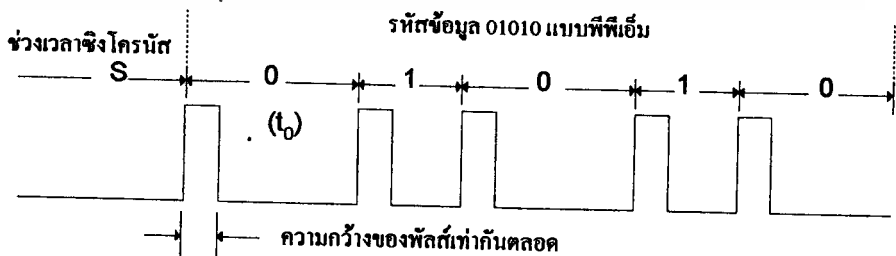 รหัสข้อมูล 01010 แบบพีพีเอ็ม
ช่วงเวลาซิงโครนัส
S 0 1 0 1 0
(t₀)
ความกว้างของพัลส์เท่ากันตลอด